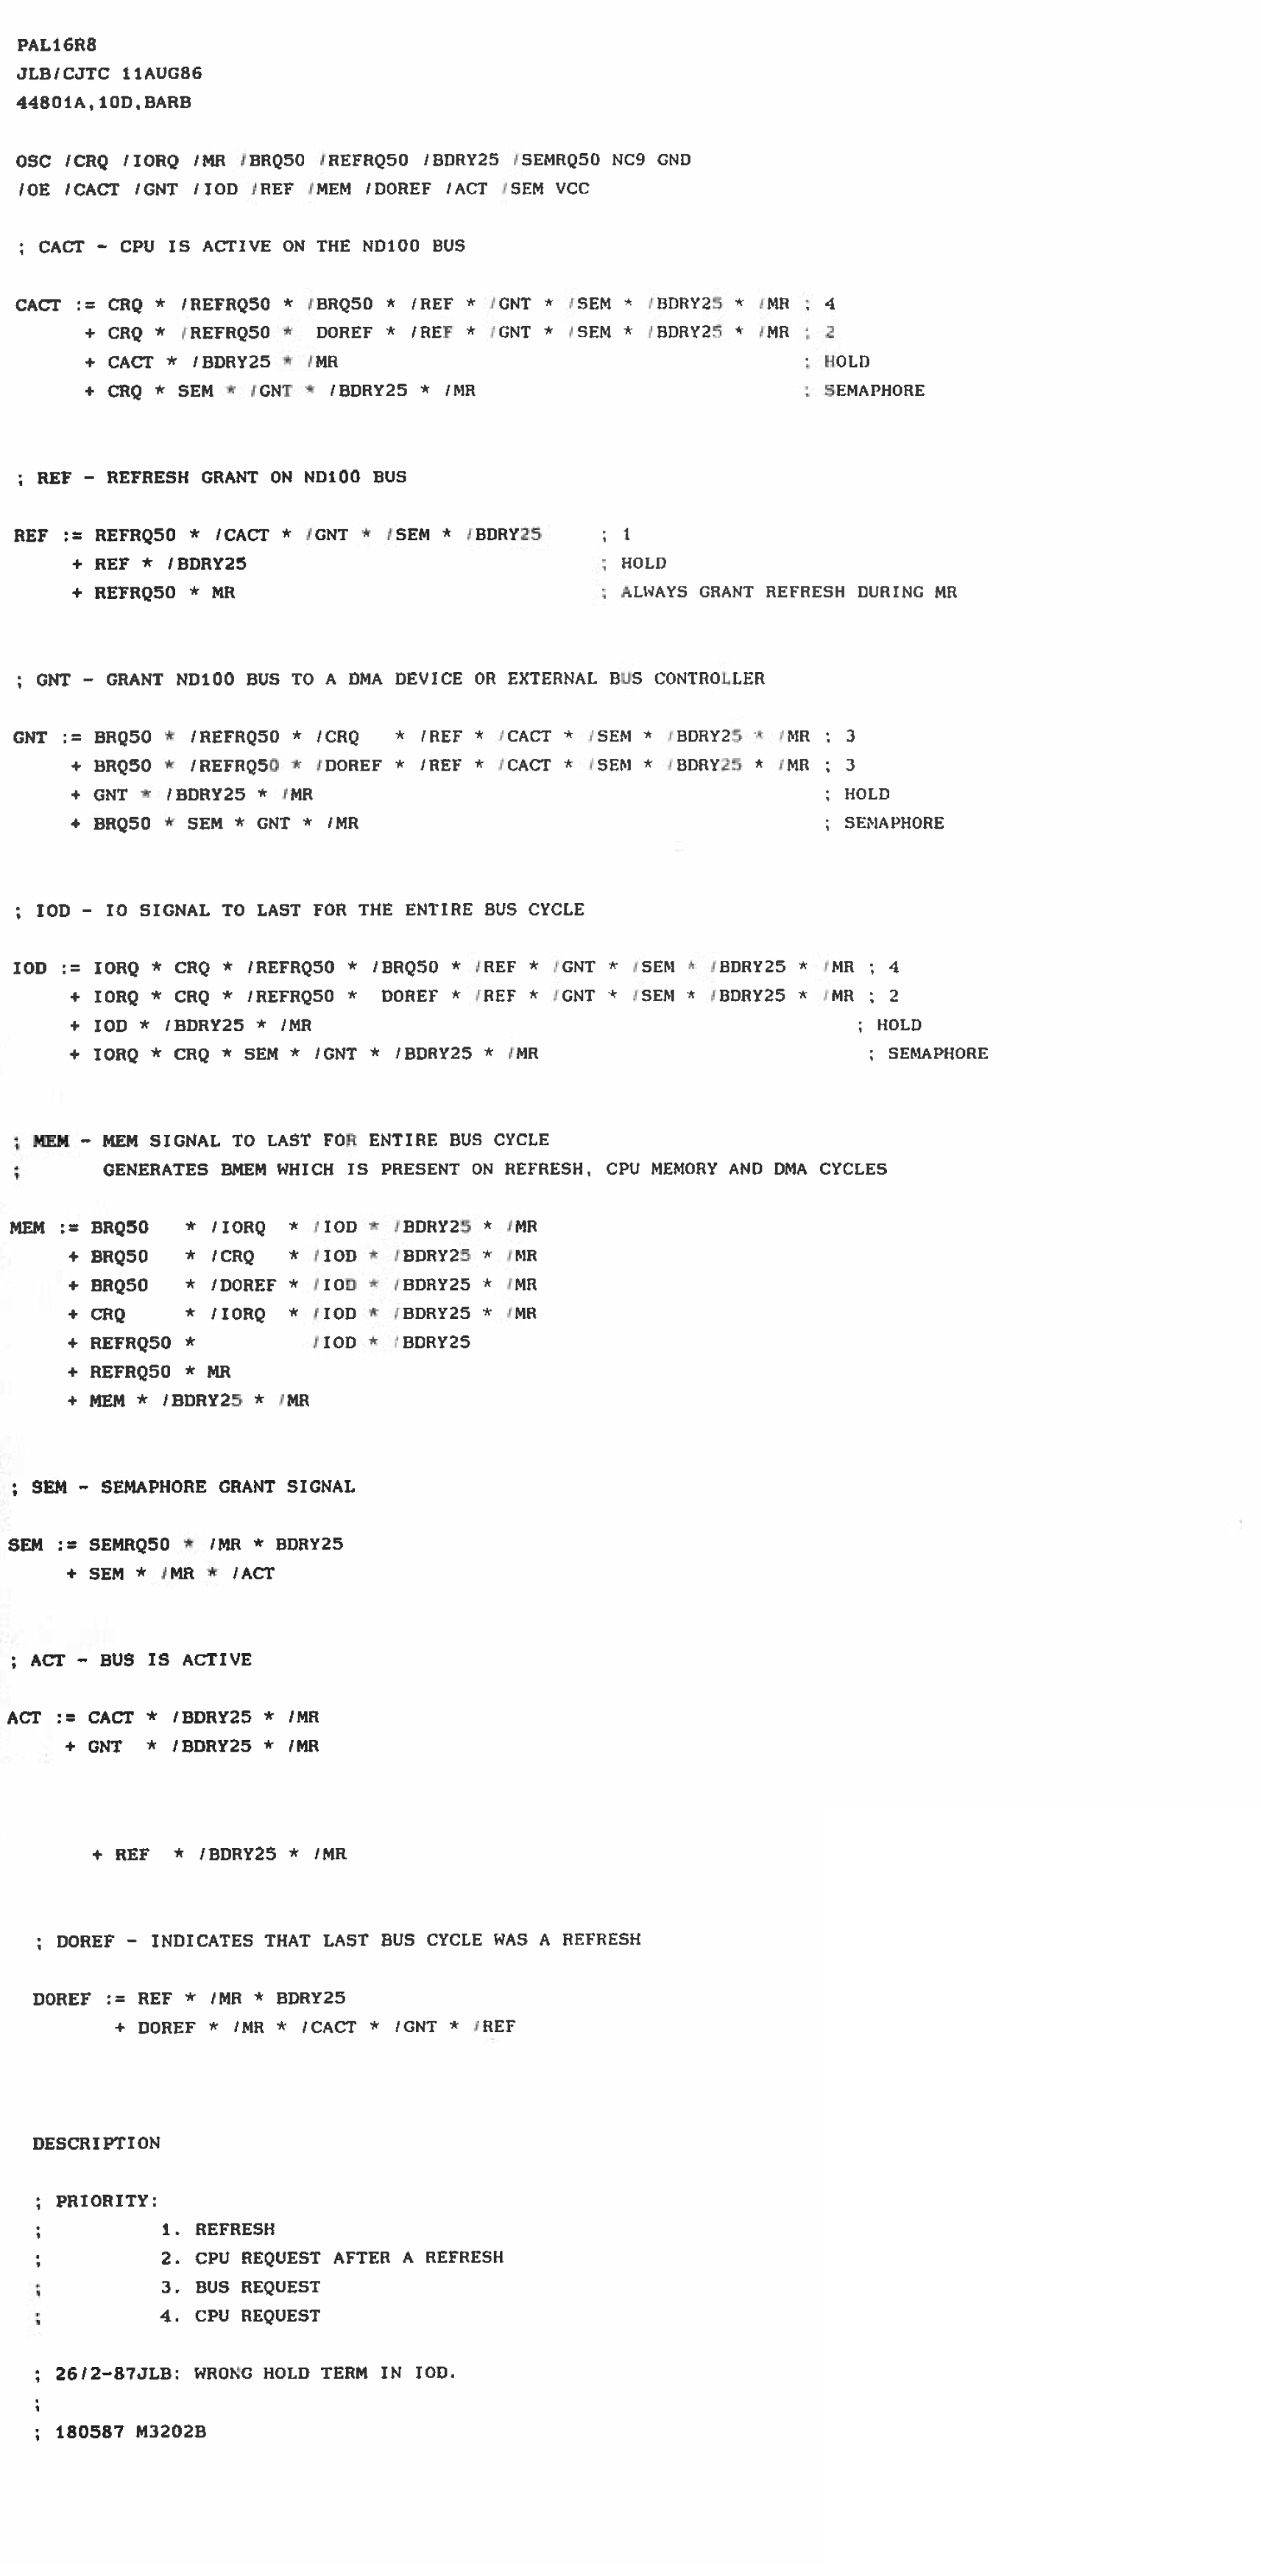 PAL16R8
JLB/CJTC 11AUG86
44801A,10D,BARB
OSC /CRQ /IORQ /MR /BRQ50 /REFRQ50 /BDRY25 /SEMRQ50 NC9 GND
/OE /CACT /GNT /IOD /REF /MEM /DOREF /ACT /SEM VCC
; CACT - CPU IS ACTIVE ON THE ND100 BUS
CACT := CRQ * /REFRQ50 * /BRQ50 * /REF * /GNT * /SEM * /BDRY25 * /MR ; 4
+ CRQ * /REFRQ50 * DOREF * /REF * /GNT * /SEM * /BDRY25 * /MR ; 2
+ CACT * /BDRY25 * /MR ; HOLD
+ CRQ * SEM * /GNT * /BDRY25 * /MR ; SEMAPHORE
; REF - REFRESH GRANT ON ND100 BUS
REF := REFRQ50 * /CACT * /GNT * /SEM * /BDRY25 ; 1
+ REF * /BDRY25 ; HOLD
+ REFRQ50 * MR ; ALWAYS GRANT REFRESH DURING MR
; GNT - GRANT ND100 BUS TO A DMA DEVICE OR EXTERNAL BUS CONTROLLER
GNT := BRQ50 * /REFRQ50 * /CRQ * /REF * /CACT * /SEM * /BDRY25 * /MR ; 3
+ BRQ50 * /REFRQ50 * /DOREF * /REF * /CACT * /SEM * /BDRY25 * /MR ; 3
+ GNT * /BDRY25 * /MR ; HOLD
+ BRQ50 * SEM * GNT * /MR ; SEMAPHORE
; IOD - IO SIGNAL TO LAST FOR THE ENTIRE BUS CYCLE
IOD := IORQ * CRQ * /REFRQ50 * /BRQ50 * /REF * /GNT * /SEM * /BDRY25 * /MR ; 4
+ IORQ * CRQ * /REFRQ50 * DOREF * /REF * /GNT * /SEM * /BDRY25 * /MR ; 2
+ IOD * /BDRY25 * /MR ; HOLD
+ IORQ * CRQ * SEM * /GNT * /BDRY25 * /MR ; SEMAPHORE
; MEM - MEM SIGNAL TO LAST FOR ENTIRE BUS CYCLE
; GENERATES BMEM WHICH IS PRESENT ON REFRESH, CPU MEMORY AND DMA CYCLES
MEM := BRQ50 * /IORQ * /IOD * /BDRY25 * /MR
+ BRQ50 * /CRQ * /IOD * /BDRY25 * /MR
+ BRQ50 * /DOREF * /IOD * /BDRY25 * /MR
+ CRQ * /IORQ * /IOD * /BDRY25 * /MR
+ REFRQ50 * /IOD * /BDRY25
+ REFRQ50 * MR
+ MEM * /BDRY25 * /MR
; SEM - SEMAPHORE GRANT SIGNAL
SEM := SEMRQ50 * /MR * BDRY25
+ SEM * /MR * /ACT
; ACT - BUS IS ACTIVE
ACT := CACT * /BDRY25 * /MR
+ GNT * /BDRY25 * /MR
+ REF * /BDRY25 * /MR
; DOREF - INDICATES THAT LAST BUS CYCLE WAS A REFRESH
DOREF := REF * /MR * BDRY25
+ DOREF * /MR * /CACT * /GNT * /REF
DESCRIPTION
; PRIORITY:
; 1. REFRESH
; 2. CPU REQUEST AFTER A REFRESH
; 3. BUS REQUEST
; 4. CPU REQUEST
; 26/2-87JLB: WRONG HOLD TERM IN IOD.
;
; 180587 M3202B